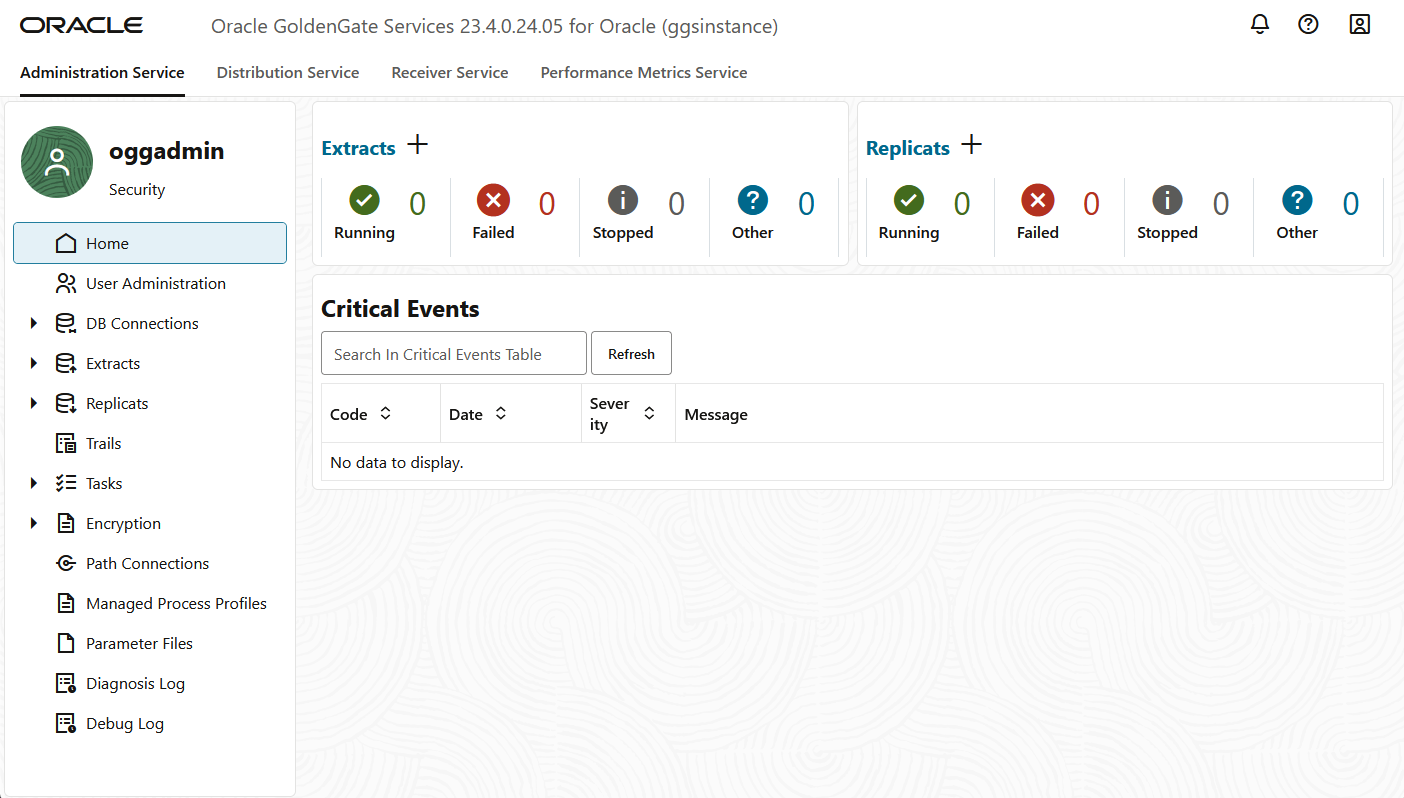 ORACLE
Oracle GoldenGate Services 23.4.0.24.05 for Oracle (ggsinstance)
Administration Service
Distribution Service
Receiver Service
Performance Metrics Service
oggadmin
Security
Home
User Administration
DB Connections
Extracts
Replicats
Trails
Tasks
Encryption
Path Connections
Managed Process Profiles
Parameter Files
Diagnosis Log
Debug Log
Extracts
0
Running
0
Failed
0
Stopped
0
Other
Replicats
0
Running
0
Failed
0
Stopped
0
Other
Critical Events
Search In Critical Events Table
Refresh
Code
Date
Sever
ity
Message
No data to display.